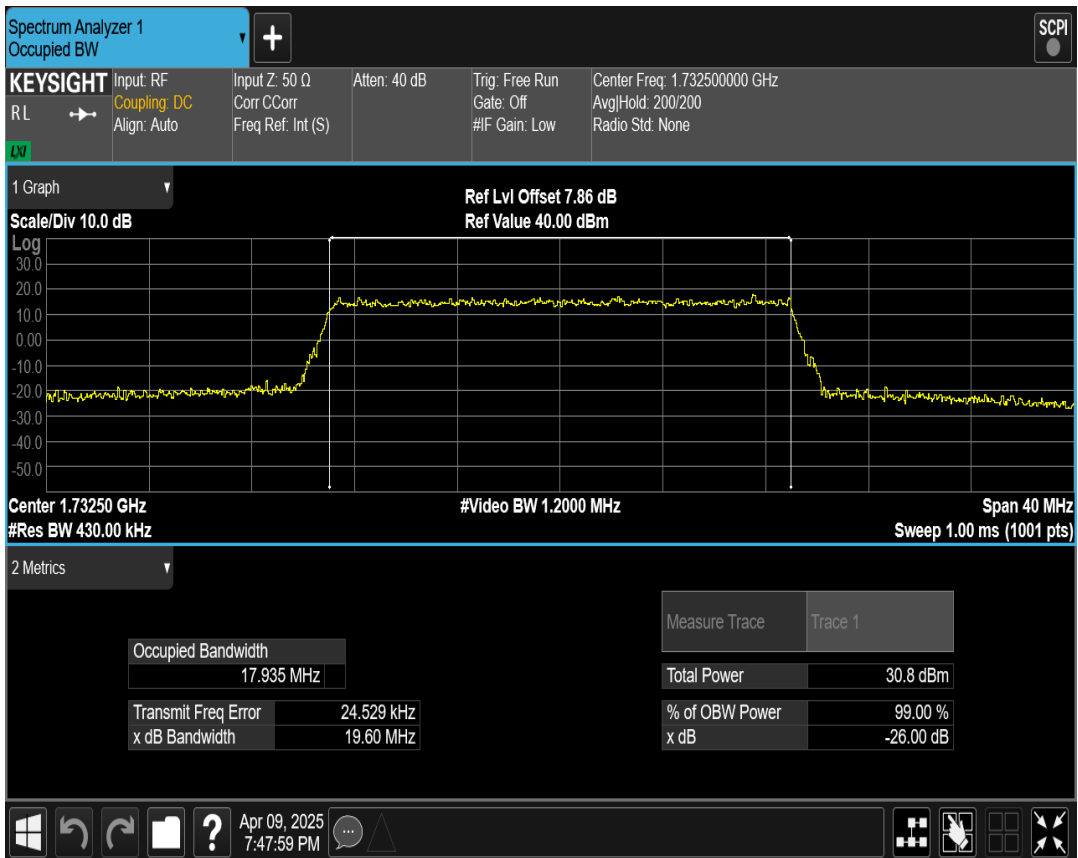 Spectrum Analyzer 1
Occupied BW
+
SCPI
KEYSIGHT
RL
LXI
Input: RF
Coupling: DC
Align: Auto
Input Z: 50 Ω
Corr CCorr
Freq Ref: Int (S)
Atten: 40 dB
Trig: Free Run
Gate: Off
#IF Gain: Low
Center Freq: 1.732500000 GHz
Avg|Hold: 200/200
Radio Std: None
1 Graph
Scale/Div 10.0 dB
Ref Lvl Offset 7.86 dB
Ref Value 40.00 dBm
Log
30.0
20.0
10.0
0.00
-10.0
-20.0
-30.0
-40.0
-50.0
Center 1.73250 GHz
#Video BW 1.2000 MHz
Span 40 MHz
#Res BW 430.00 kHz
Sweep 1.00 ms (1001 pts)
2 Metrics
Occupied Bandwidth
17.935 MHz
Transmit Freq Error 24.529 kHz
x dB Bandwidth 19.60 MHz
Measure Trace Trace 1
Total Power 30.8 dBm
% of OBW Power 99.00 %
x dB -26.00 dB
?
Apr 09, 2025
7:47:59 PM